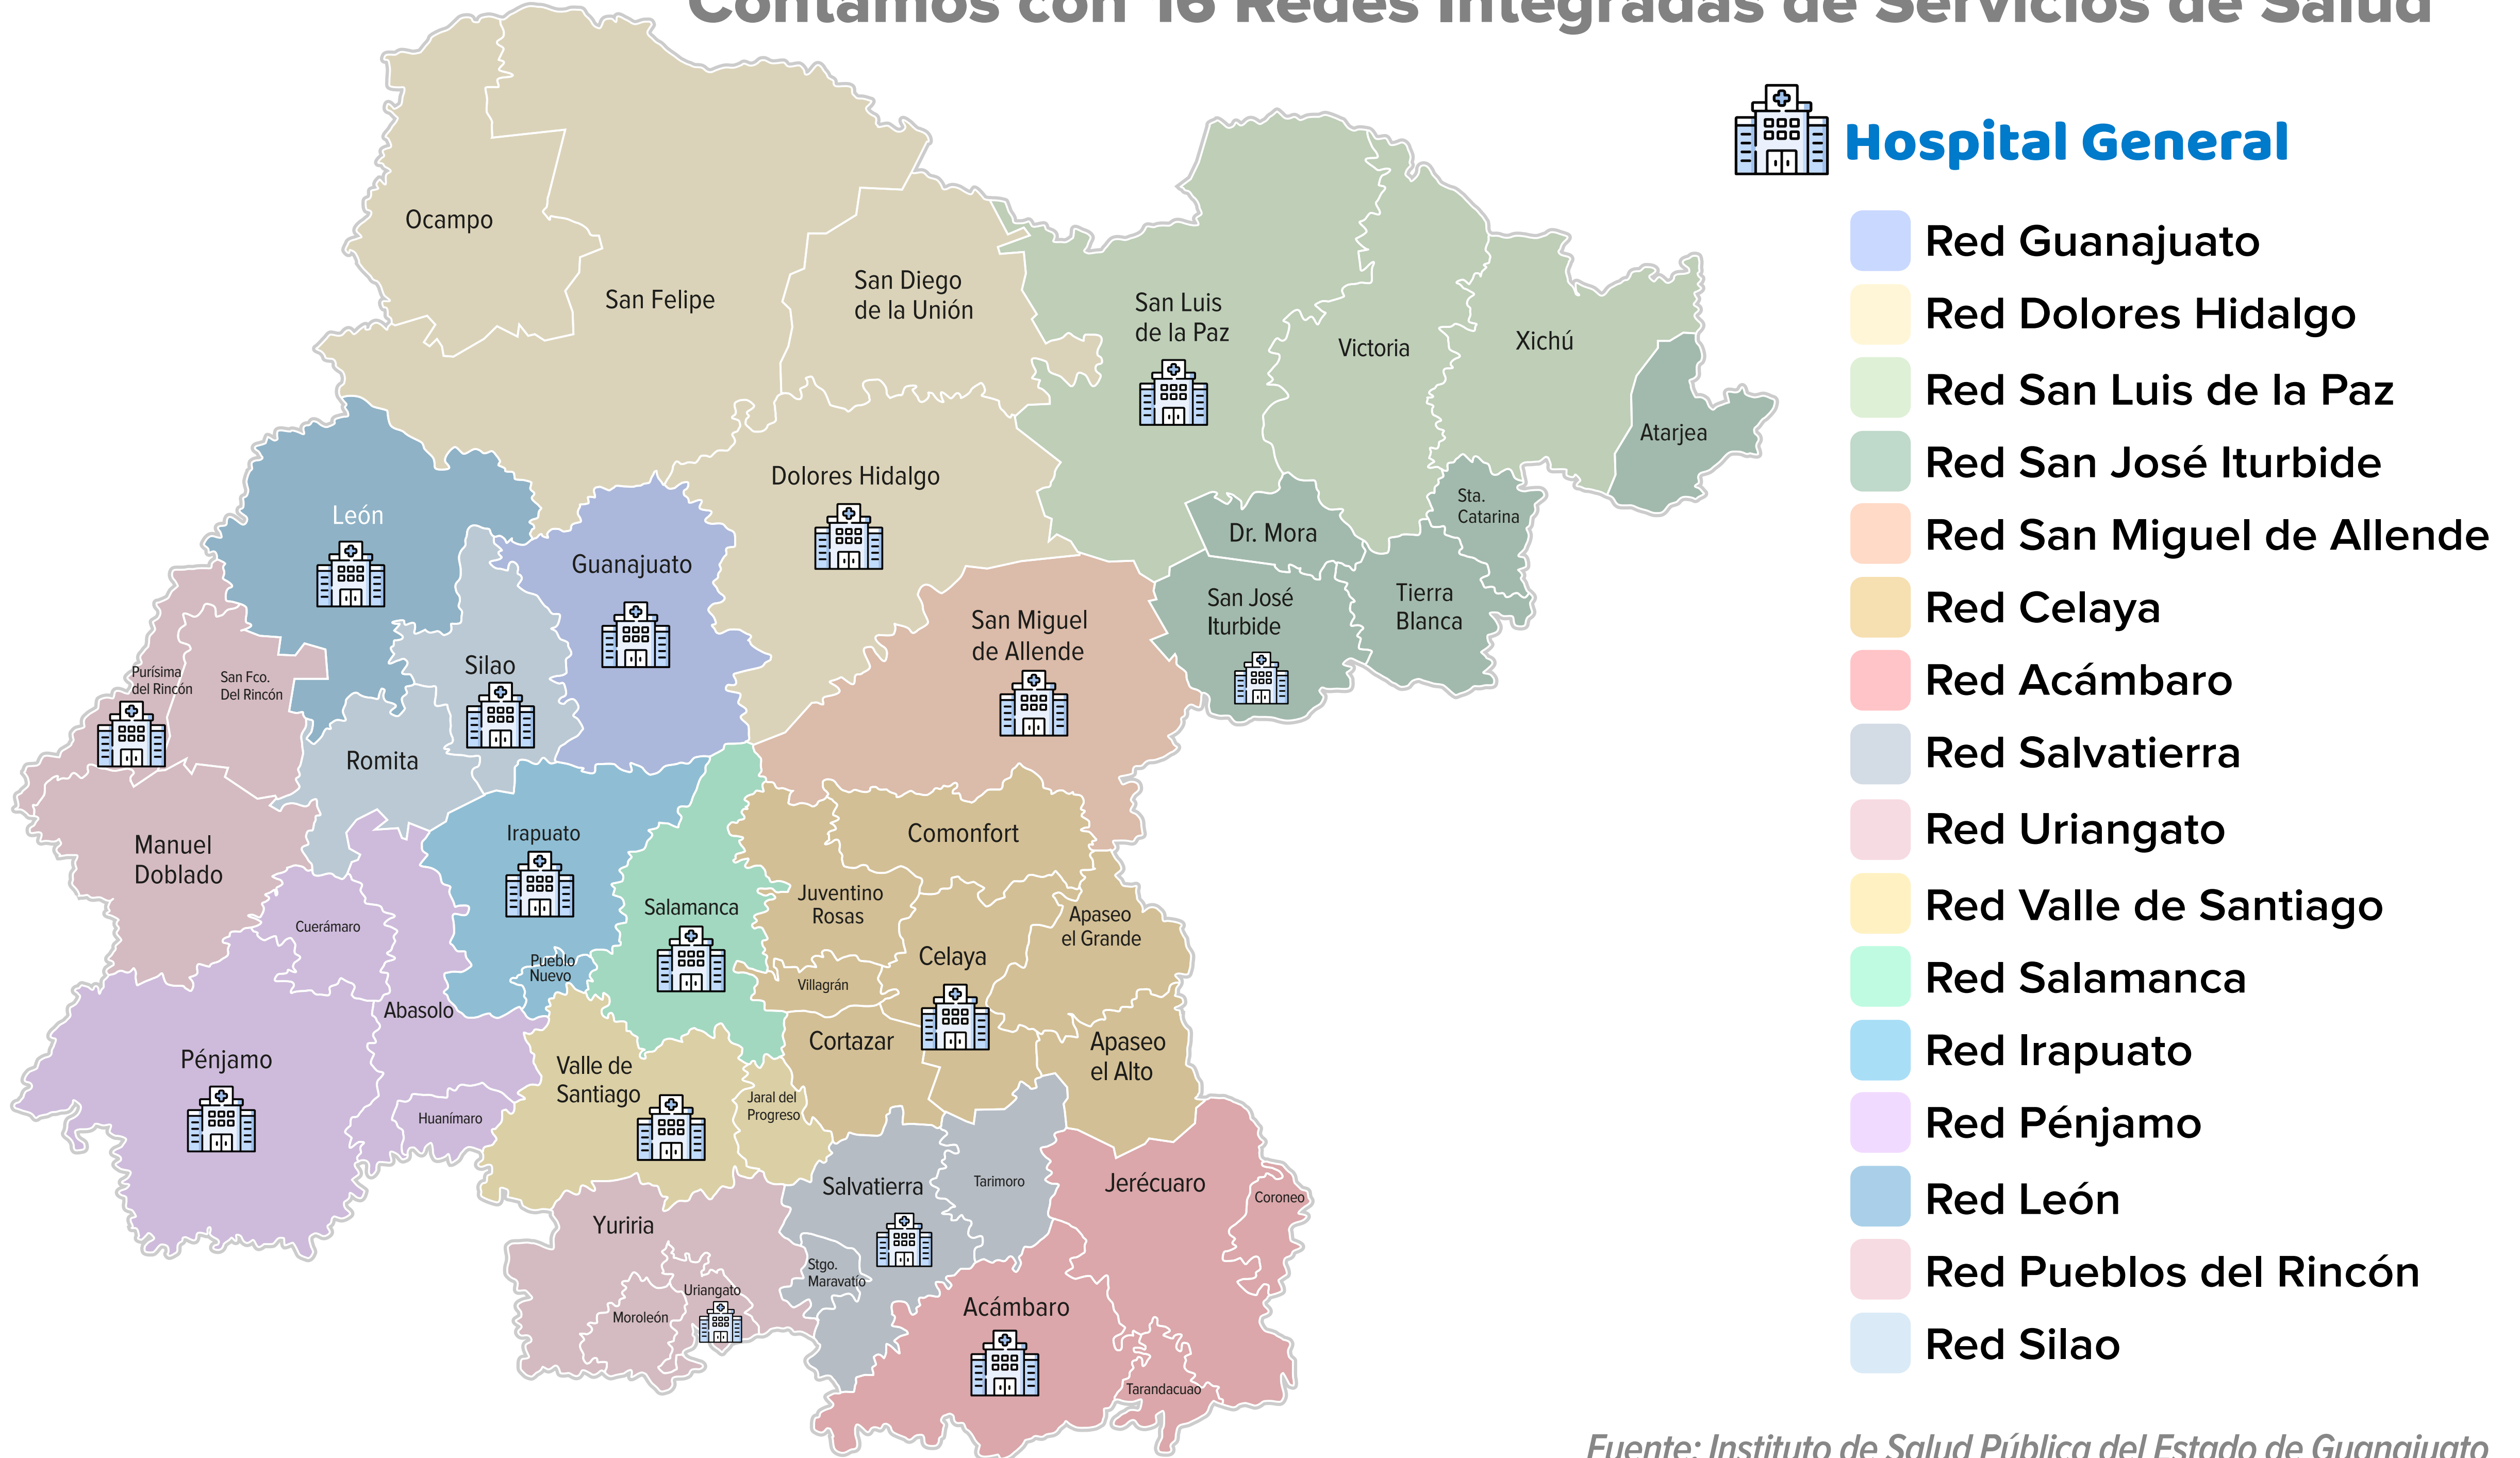 Contamos con 16 Redes Integradas de Servicios de Salud
Hospital General
Red Guanajuato
Red Dolores Hidalgo
Red San Luis de la Paz
Red San José Iturbide
Red San Miguel de Allende
Red Celaya
Red Acámbaro
Red Salvatierra
Red Uriangato
Red Valle de Santiago
Red Salamanca
Red Irapuato
Red Pénjamo
Red León
Red Pueblos del Rincón
Red Silao
Ocampo
San Felipe
San Diego
de la Unión
San Luis
de la Paz
Victoria
Xichú
Atarjea
Dolores Hidalgo
León
Guanajuato
Sta.
Catarina
Dr. Mora
San José
Iturbide
Tierra
Blanca
San Miguel
de Allende
Silao
Purísima
del Rincón
San Fco.
Del Rincón
Romita
Manuel
Doblado
Irapuato
Comonfort
Juventino
Rosas
Salamanca
Apaseo
el Grande
Cuerámaro
Celaya
Pueblo
Nuevo
Villagrán
Abasolo
Cortazar
Apaseo
el Alto
Pénjamo
Valle de
Santiago
Jaral del
Progreso
Huanímaro
Salvatierra
Tarimoro
Jerécuaro
Coroneo
Yuriria
Stgo.
Maravatío
Uriangato
Moroleón
Acámbaro
Tarandacuao
Fuente: Instituto de Salud Pública del Estado de Guanajuato